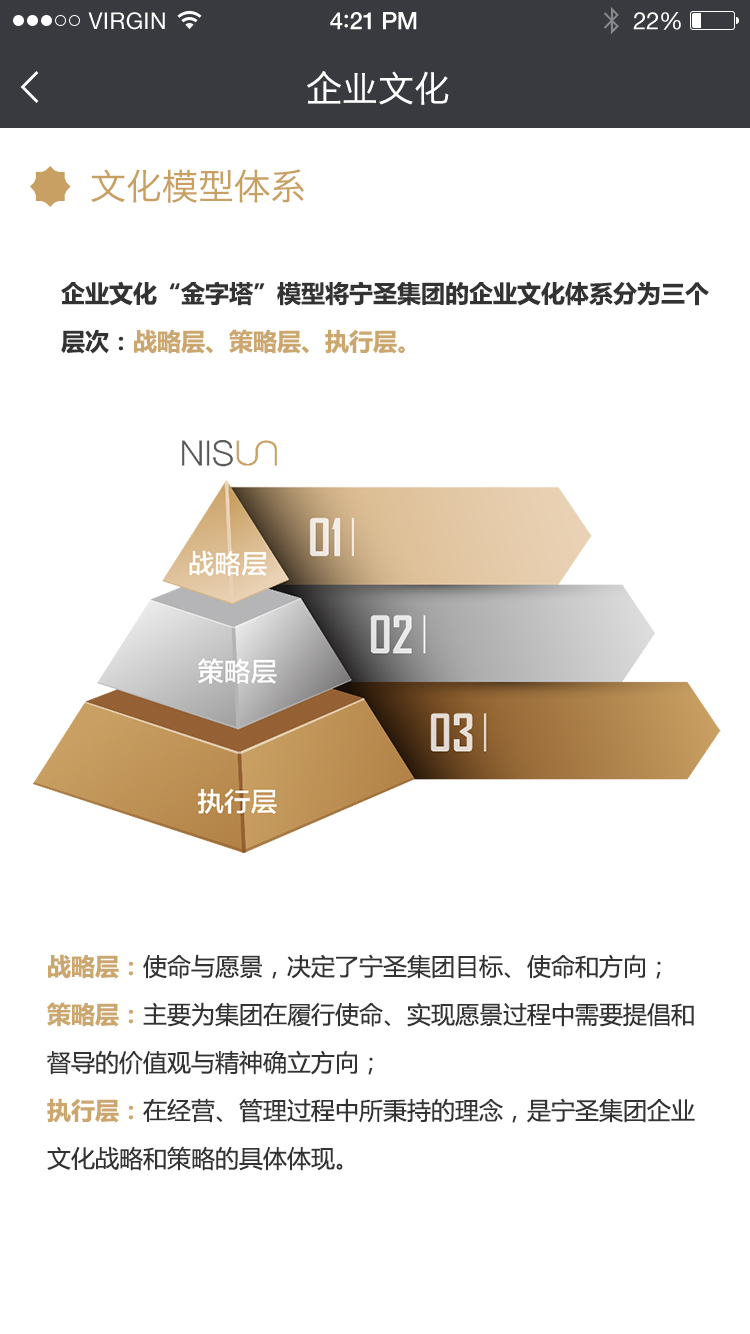 VIRGIN 4:21 PM 22%
企业文化
文化模型体系
企业文化“金字塔”模型将宁圣集团的企业文化体系分为三个
层次：战略层、策略层、执行层。
NISUN
01
战略层
02
策略层
03
执行层
战略层：使命与愿景，决定了宁圣集团目标、使命和方向；
策略层：主要为集团在履行使命、实现愿景过程中需要提倡和
督导的价值观与精神确立方向；
执行层：在经营、管理过程中所秉持的理念，是宁圣集团企业
文化战略和策略的具体体现。